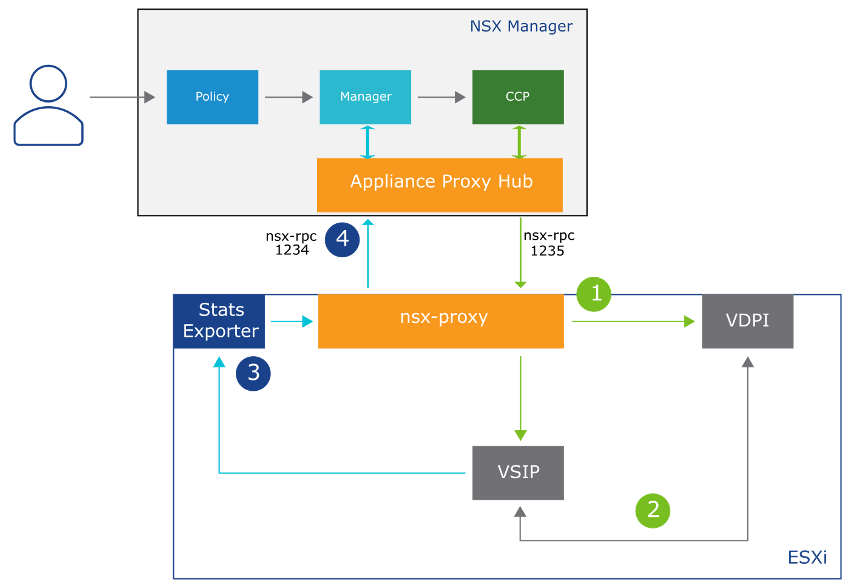 NSX Manager
Policy
Manager
CCP
Appliance Proxy Hub
nsx-rpc
1234
4
nsx-rpc
1235
1
Stats
Exporter
nsx-proxy
VDPI
3
VSIP
2
ESXi